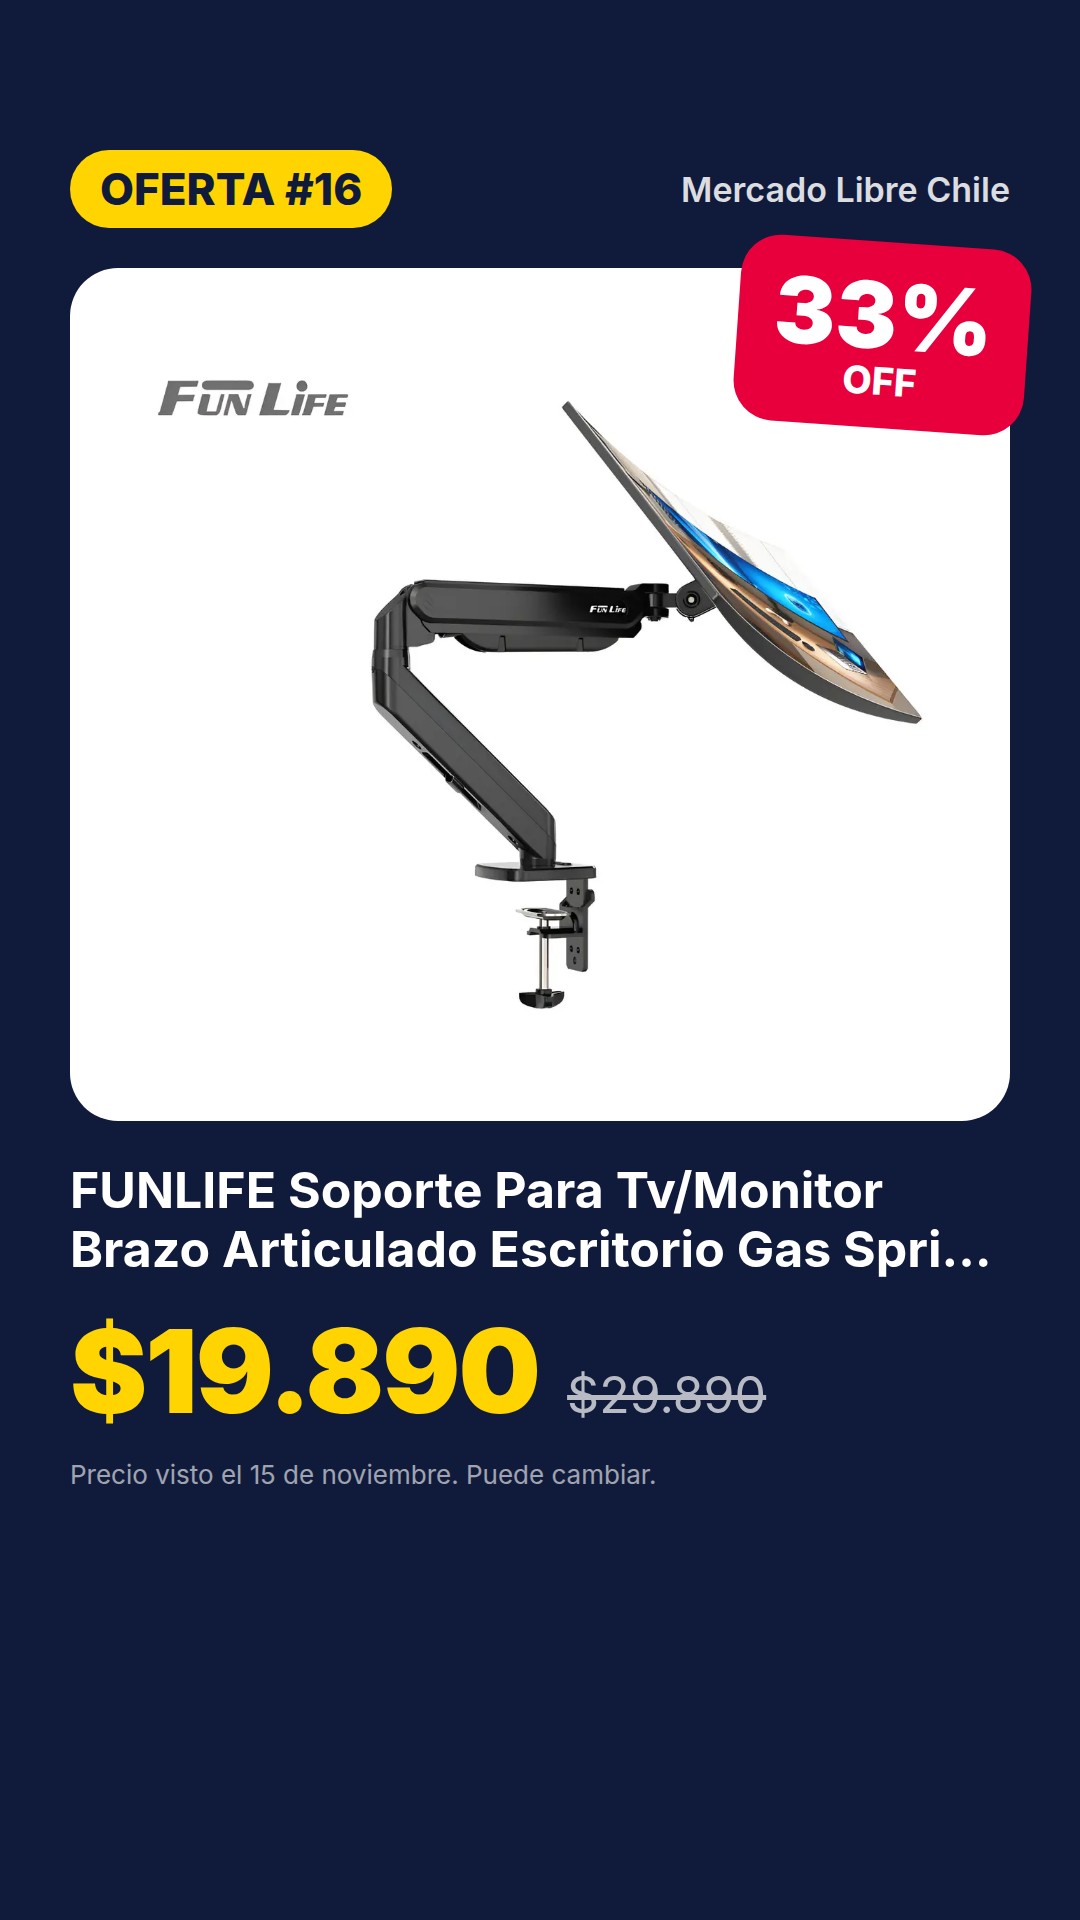 OFERTA #16
Mercado Libre Chile
33%
OFF
FUN LIFE
FUN LIFE
FUNLIFE Soporte Para Tv/Monitor
Brazo Articulado Escritorio Gas Spri...
$19.890 $29.890
Precio visto el 15 de noviembre. Puede cambiar.